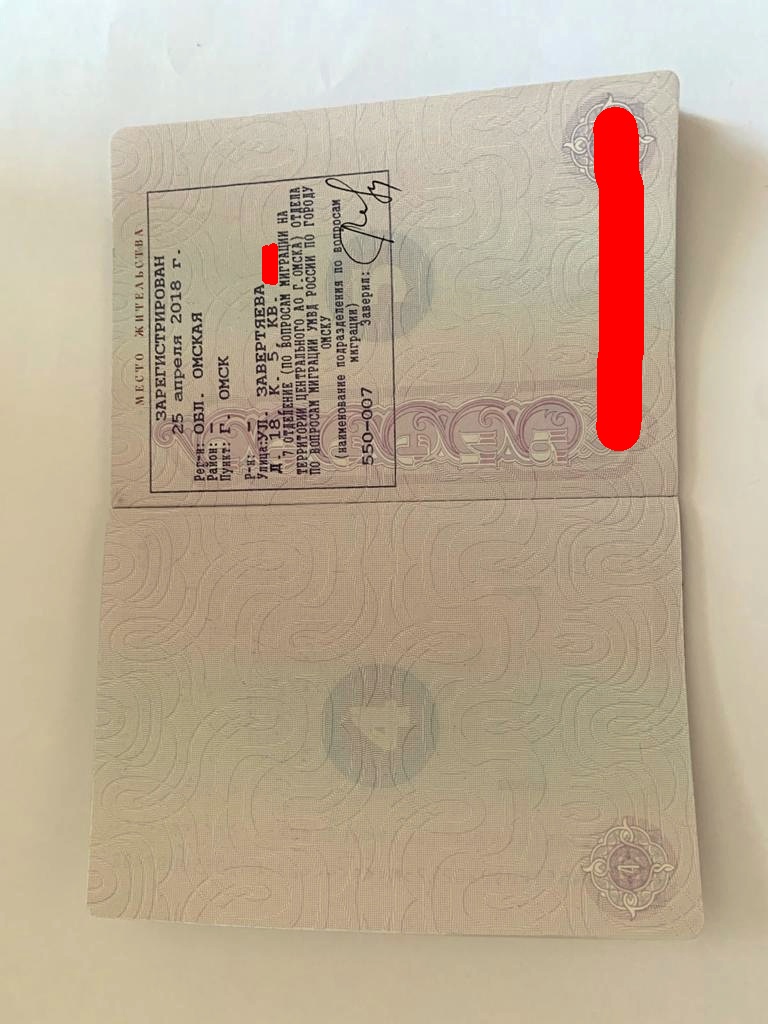 МЕСТО ЖИТЕЛЬСТВА
ЗАРЕГИСТРИРОВАН
25 апреля 2018 г.
Рег-н: ОБЛ. ОМСКАЯ
Район: –
Пункт: Г. ОМСК
Р-н: –
Улица: УЛ. ЗАВЕРТЯЕВА
Д. 18, К. 5, КВ.
7 ОТДЕЛЕНИЕ (ПО ВОПРОСАМ МИГРАЦИИ НА
ТЕРРИТОРИИ ЦЕНТРАЛЬНОГО АО Г.ОМСКА) ОТДЕЛА
ПО ВОПРОСАМ МИГРАЦИИ УМВД РОССИИ ПО ГОРОДУ
ОМСКУ
(наименование подразделения по вопросам
миграции)
550-007 Заверил:
4
4